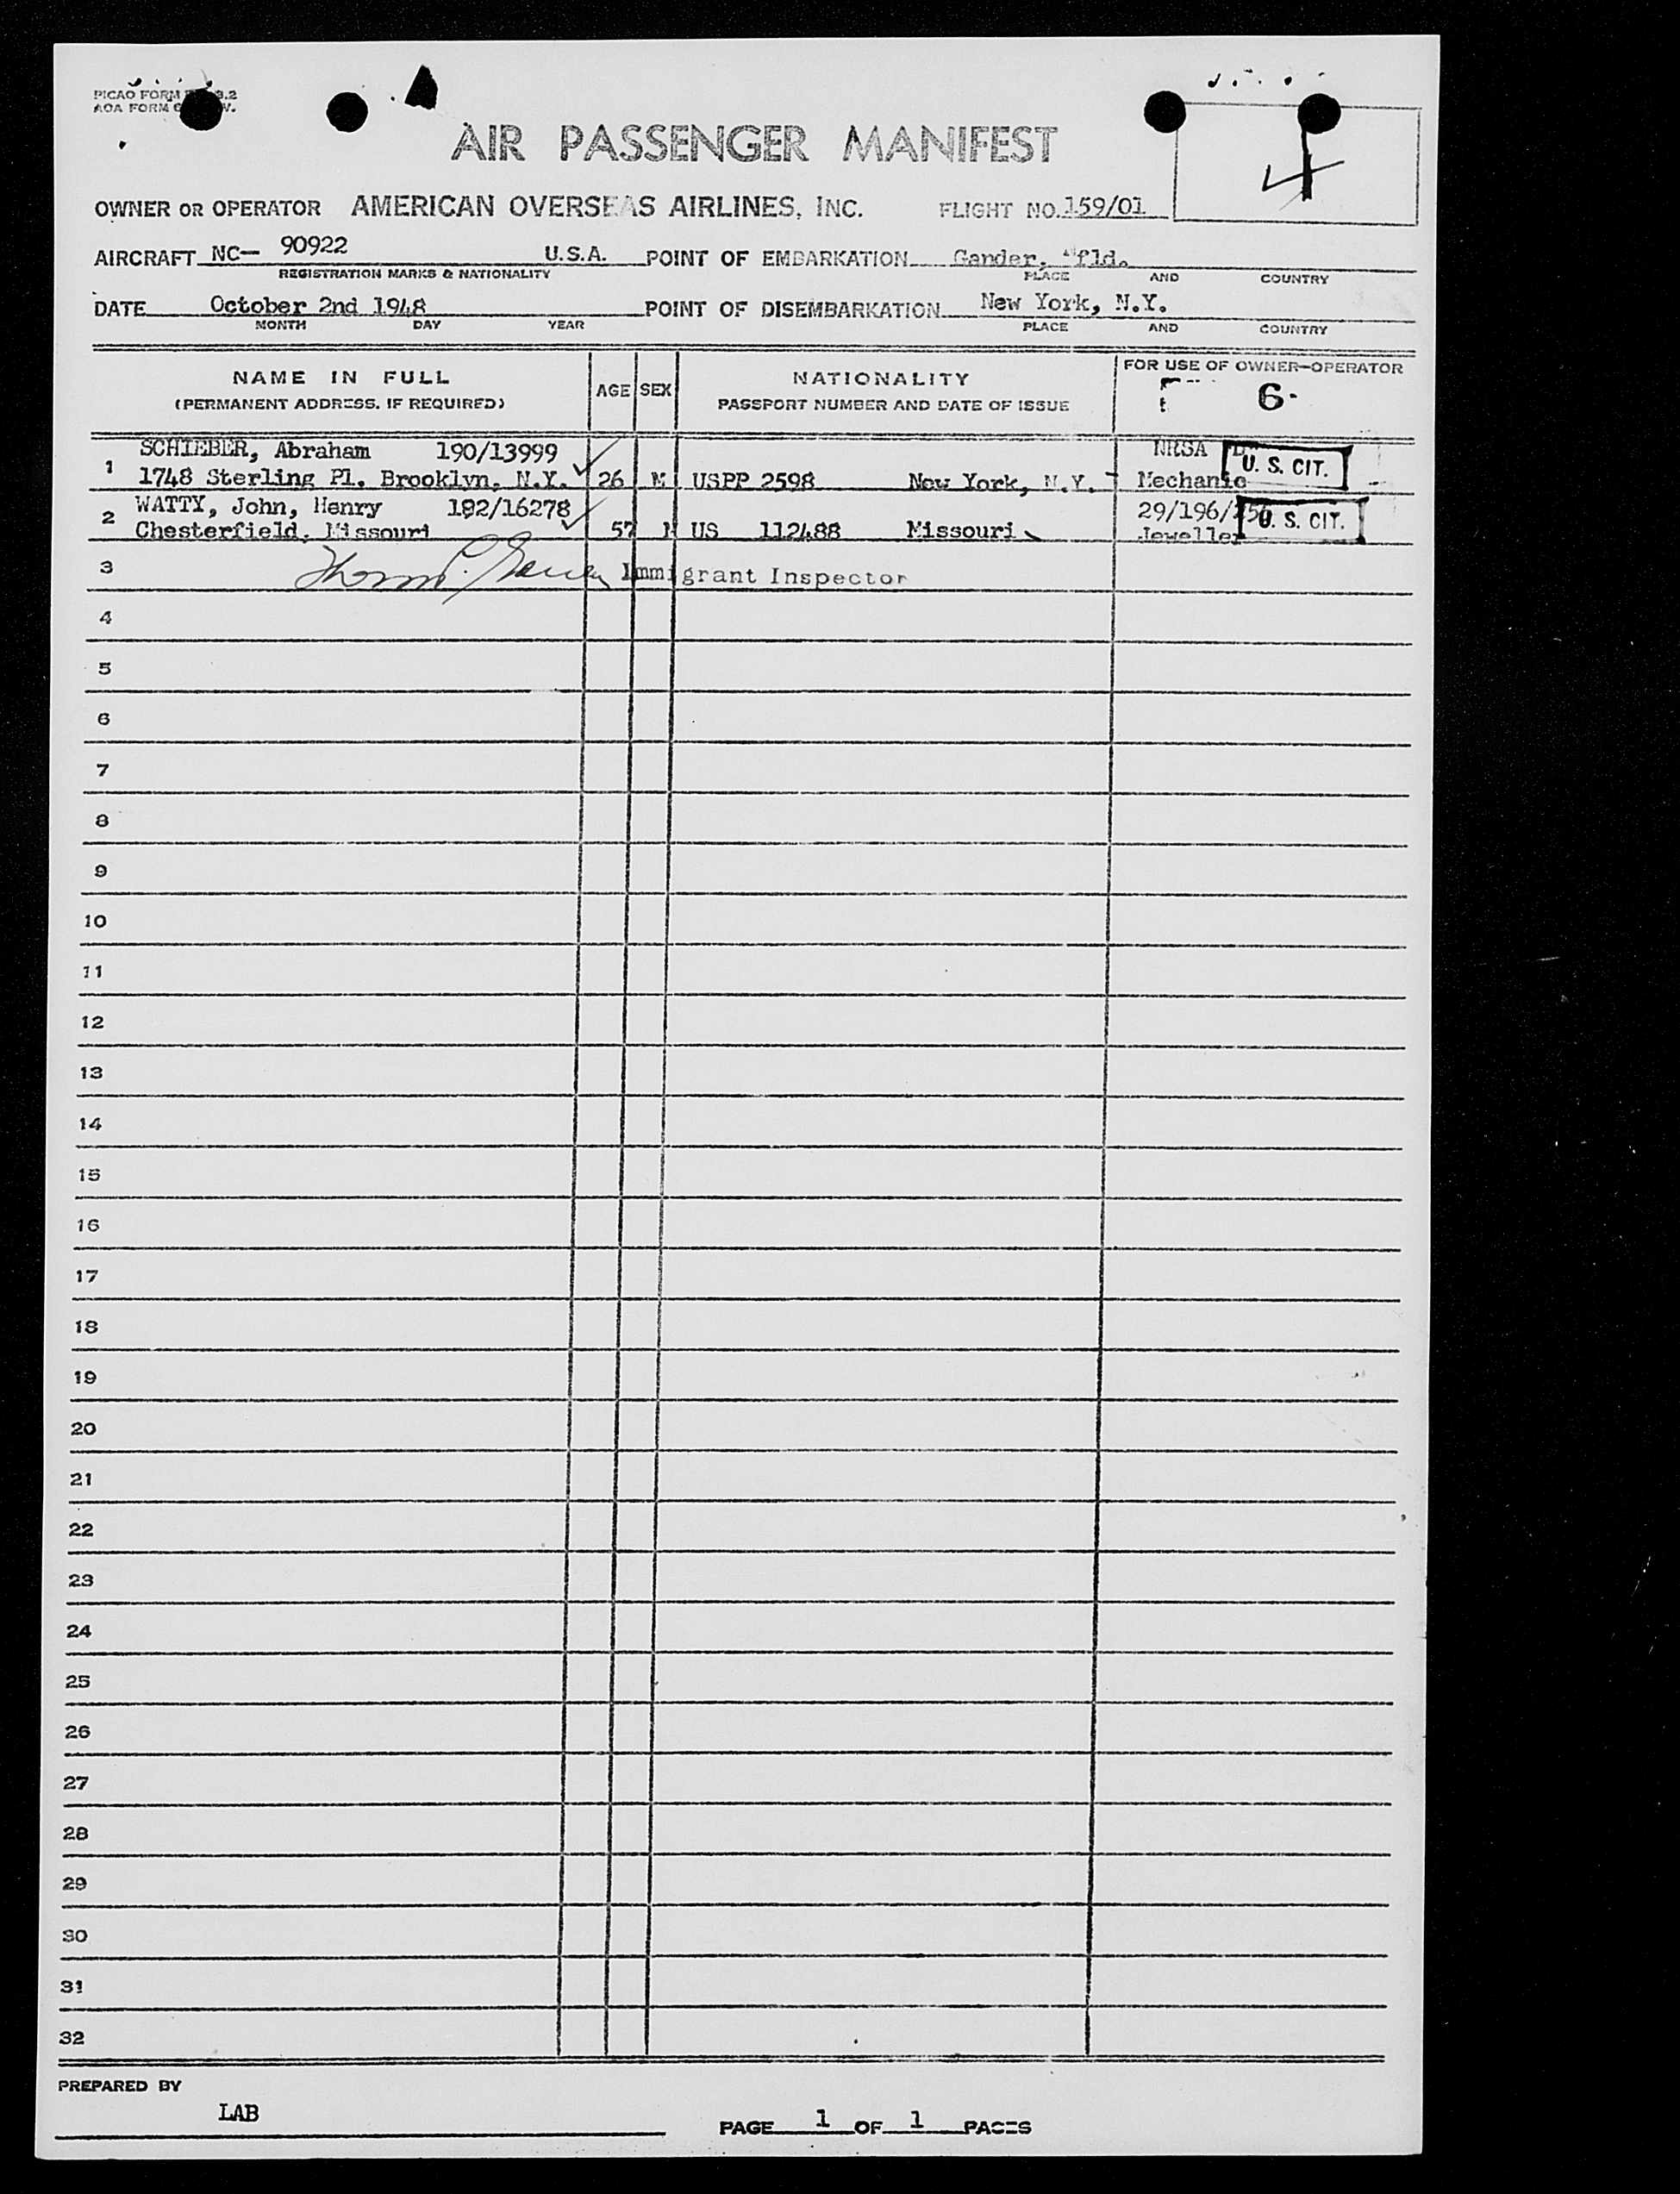 PICAO FORM
AOA FORM
AIR PASSENGER MANIFEST
4
OWNER OR OPERATOR AMERICAN OVERSEAS AIRLINES, INC. FLIGHT NO. 159/01
AIRCRAFT NC- 90922 U.S.A. POINT OF EMBARKATION Gander, Nfld.
REGISTRATION MARKS & NATIONALITY PLACE AND COUNTRY
DATE October 2nd 1948 POINT OF DISEMBARKATION New York, N.Y.
MONTH DAY YEAR PLACE AND COUNTRY
NAME IN FULL AGE SEX NATIONALITY FOR USE OF OWNER-OPERATOR
(PERMANENT ADDRESS. IF REQUIRED) PASSPORT NUMBER AND DATE OF ISSUE 6.
SCHIEBER, Abraham 190/13999 NRSA
1 1748 Sterling Pl. Brooklyn, N.Y. 26 M USPP 2598 New York, N.Y. Mechanic U. S. CIT.
WATTY, John, Henry 192/16278 29/196/
2 Chesterfield, Missouri 57 M US 112488 Missouri Jeweller U. S. CIT.
3 Immigrant Inspector
4
5
6
7
8
9
10
11
12
13
14
15
16
17
18
19
20
21
22
23
24
25
26
27
28
29
30
31
32
PREPARED BY
LAB
PAGE 1 OF 1 PAGES